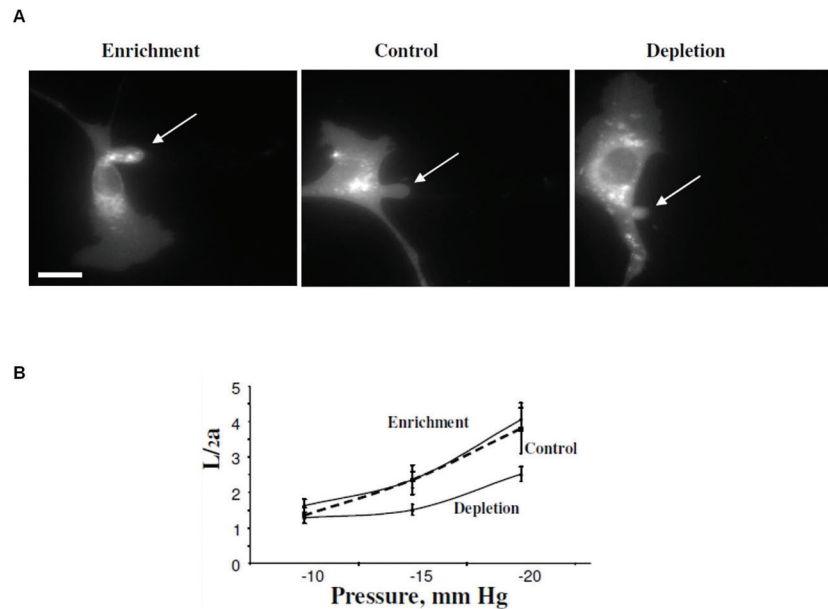 A
Enrichment Control Depletion
B
5
4
3
2
1
0
L/2a
Enrichment
Control
Depletion
-10 -15 -20
Pressure, mm Hg